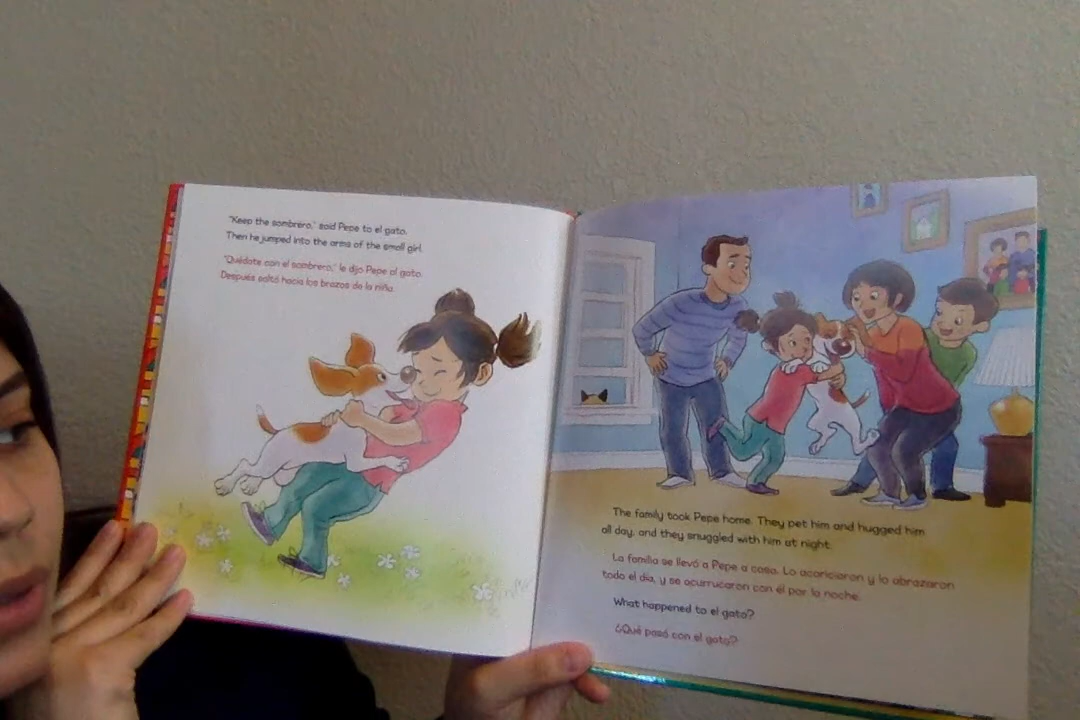 "Keep the sombrero," said Pepe to el gato.
Then he jumped into the arms of the small girl.
"Quédate con el sombrero," le dijo Pepe al gato.
Después saltó hacia los brazos de la niña.
The family took Pepe home. They pet him and hugged him
all day, and they snuggled with him at night.
La familia se llevó a Pepe a casa. Lo acariciaron y lo abrazaron
todo el día, y se acurrucaron con él por la noche.
What happened to el gato?
¿Qué pasó con el gato?